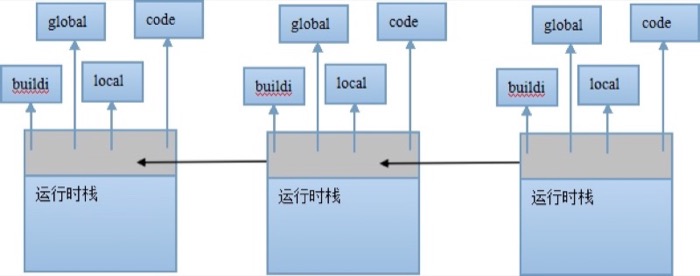 global
code
buildi
local
运行时栈
global
code
buildi
local
运行时栈
global
code
buildi
local
运行时栈